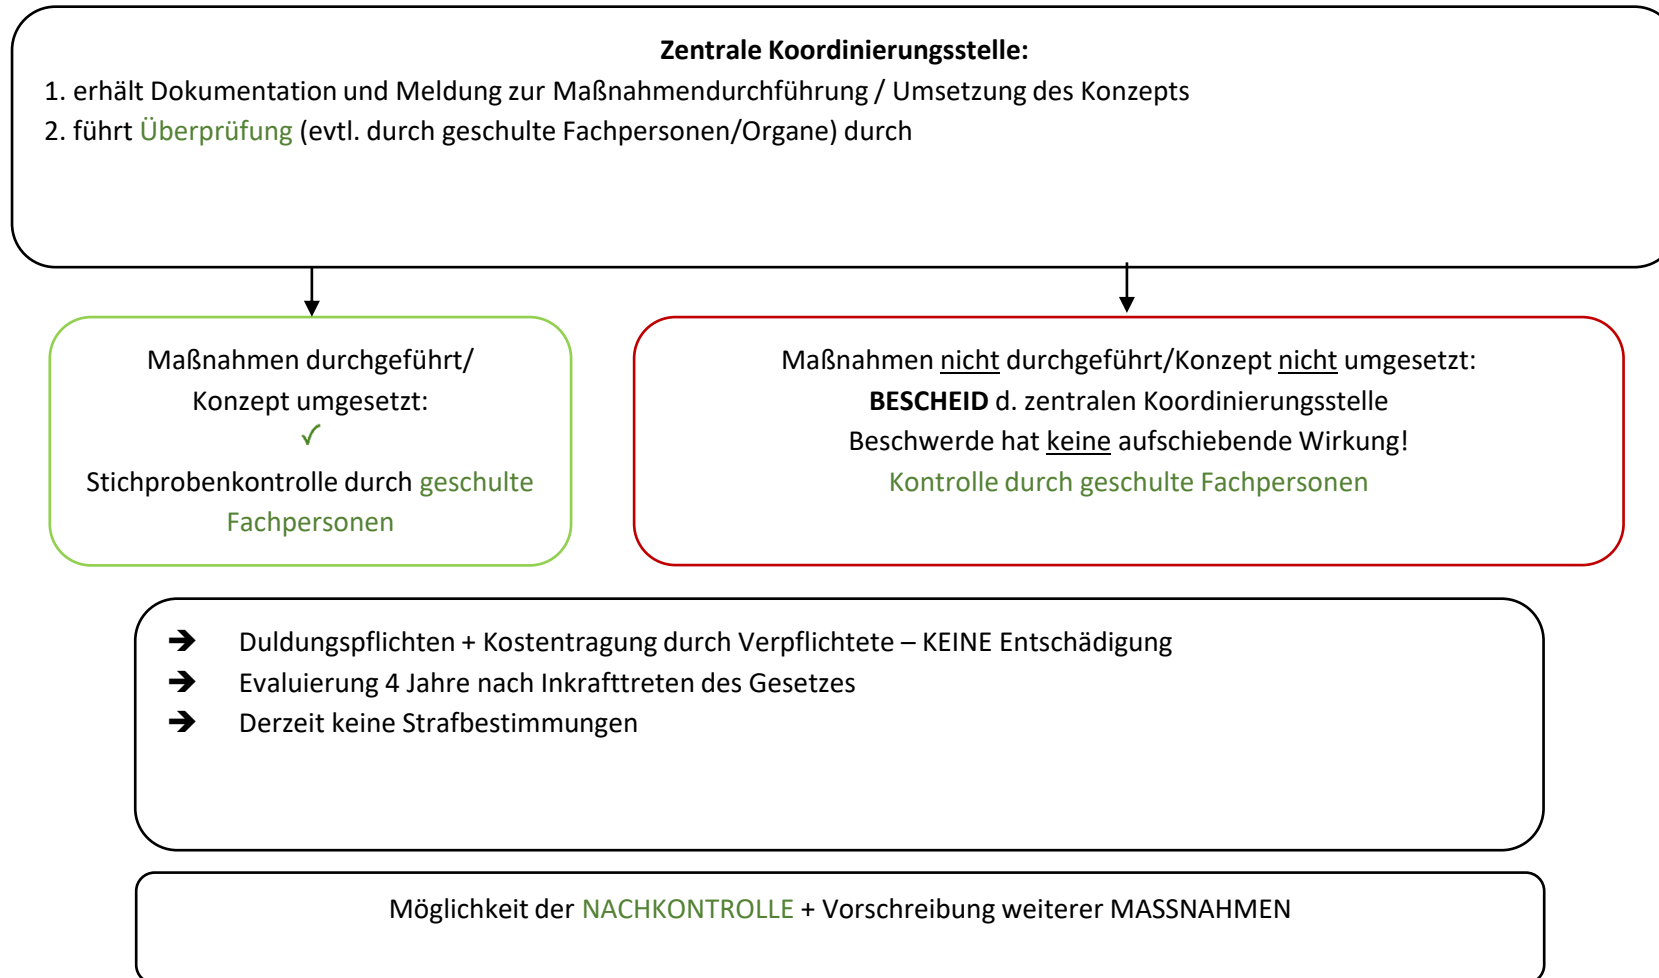 Zentrale Koordinierungsstelle:
1. erhält Dokumentation und Meldung zur Maßnahmendurchführung / Umsetzung des Konzepts
2. führt Überprüfung (evtl. durch geschulte Fachpersonen/Organe) durch
Maßnahmen durchgeführt/
Konzept umgesetzt:
✓
Stichprobenkontrolle durch geschulte
Fachpersonen
Maßnahmen nicht durchgeführt/Konzept nicht umgesetzt:
BESCHEID d. zentralen Koordinierungsstelle
Beschwerde hat keine aufschiebende Wirkung!
Kontrolle durch geschulte Fachpersonen
➔ Duldungspflichten + Kostentragung durch Verpflichtete – KEINE Entschädigung
➔ Evaluierung 4 Jahre nach Inkrafttreten des Gesetzes
➔ Derzeit keine Strafbestimmungen
Möglichkeit der NACHKONTROLLE + Vorschreibung weiterer MASSNAHMEN